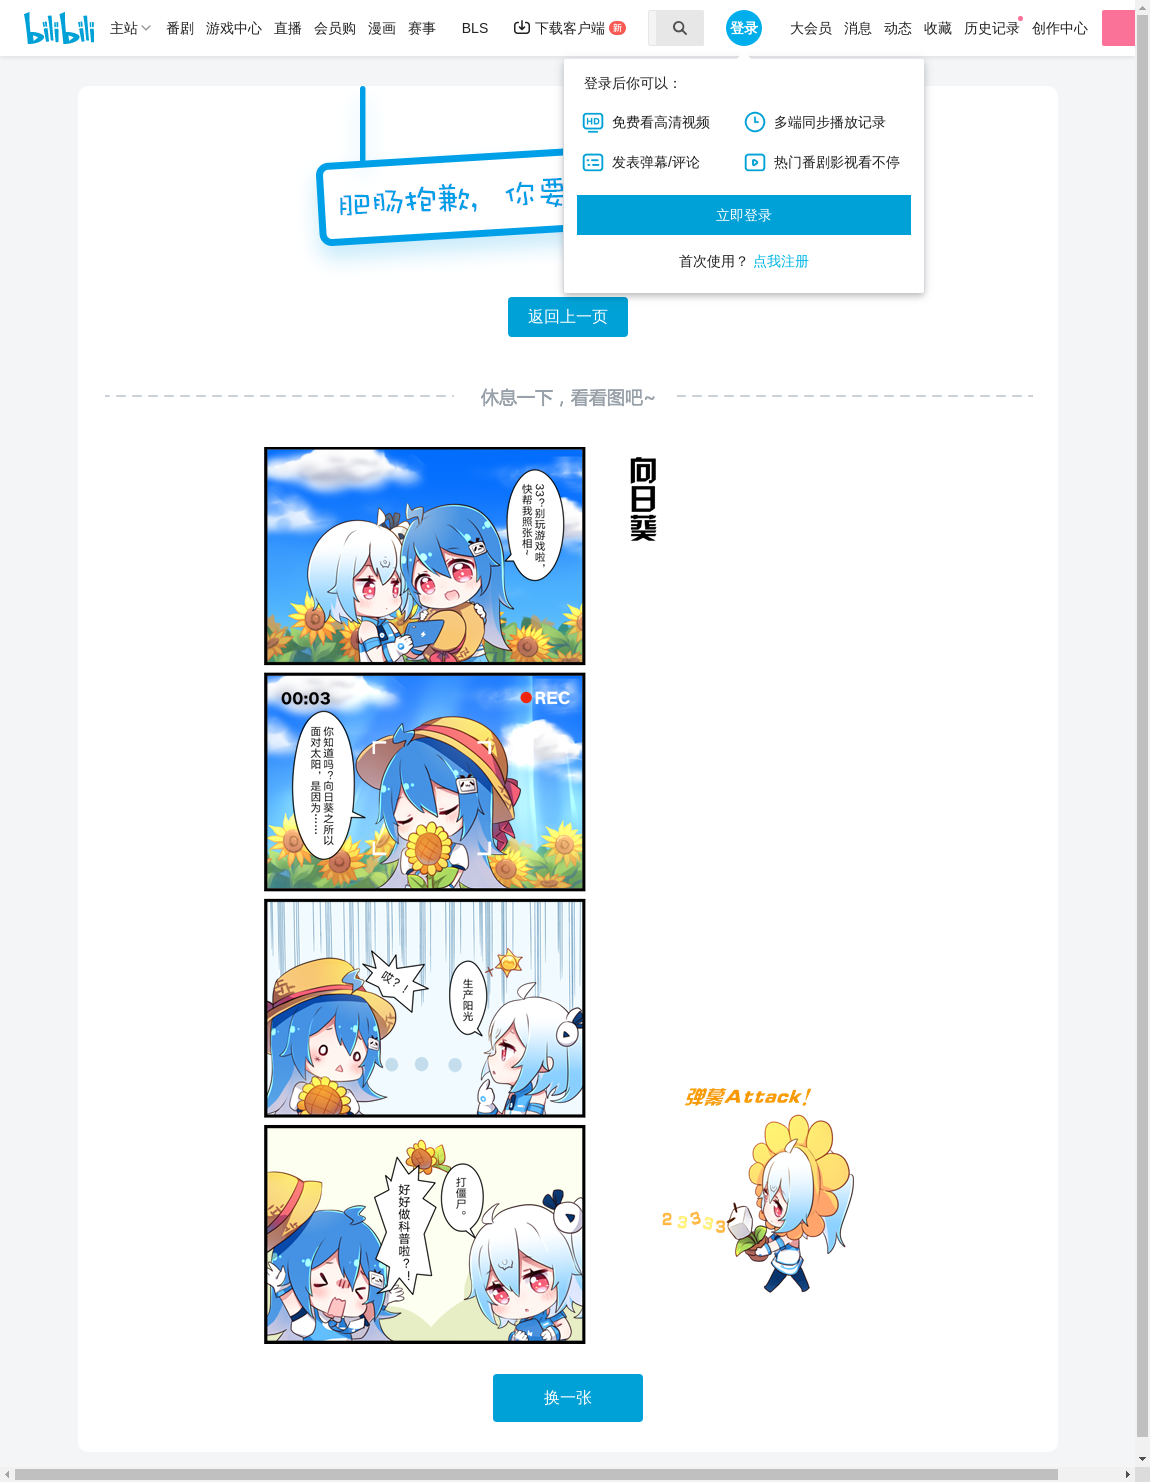 bilibili 主站 番剧 游戏中心 直播 会员购 漫画 赛事 BLS 下载客户端 新 登录 大会员 消息 动态 收藏 历史记录 创作中心
登录后你可以：
HD 免费看高清视频 多端同步播放记录
发表弹幕/评论 热门番剧影视看不停
立即登录
首次使用？ 点我注册
肥肠抱歉，你要
返回上一页
休息一下，看看图吧~
向日葵
33？别玩游戏啦，
快帮我照张相~
00:03
REC
你知道吗？向日葵之所以
面对太阳，是因为……
哎？！
生产阳光
打僵尸。
好好做科普啦？！
弹幕Attack！
23333
换一张